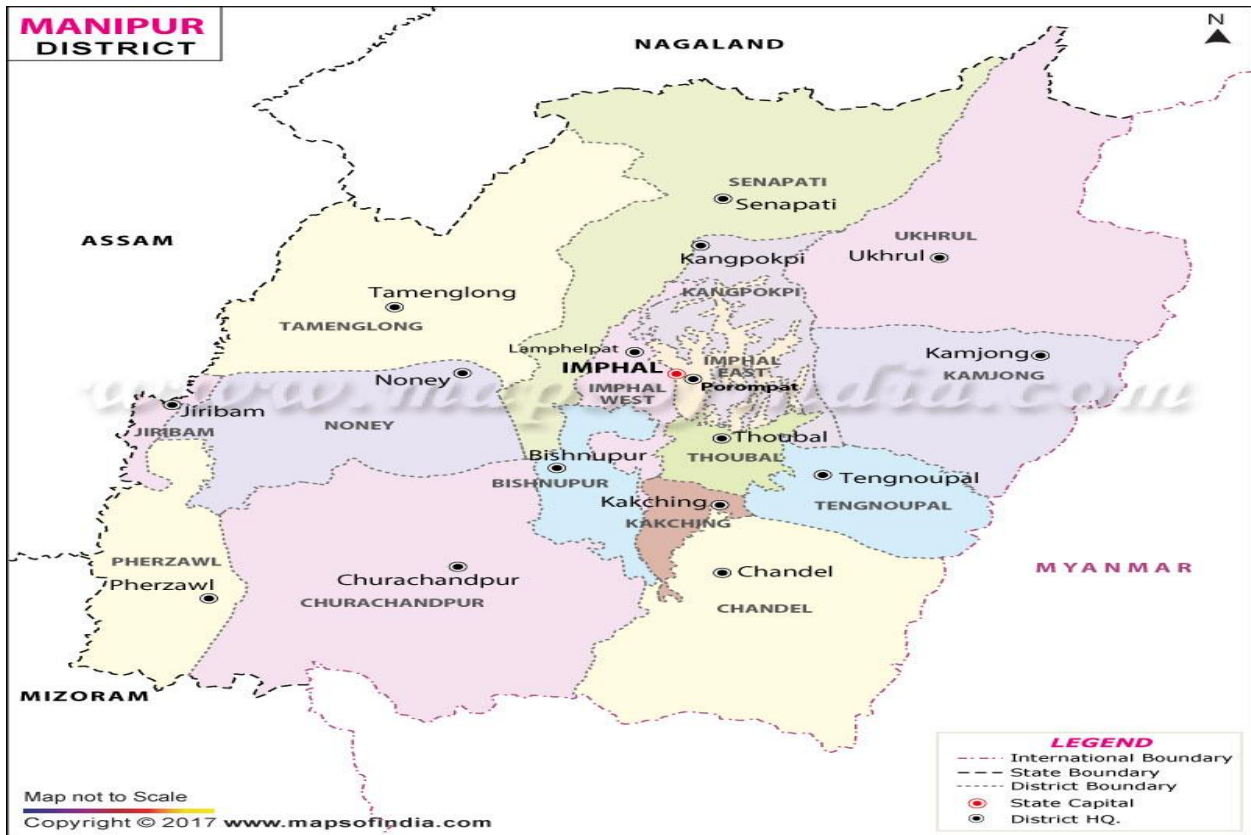 MANIPUR
DISTRICT
N
NAGALAND
ASSAM
SENAPATI
Senapati
UKHRUL
Ukhrul
Kangpokpi
KANGPOKPI
Tamenglong
TAMENGLONG
Lamphelpat
IMPHAL
IMPHAL
EAST
Porompat
IMPHAL
WEST
Kamjong
KAMJONG
Noney
NONEY
www.mapsofindia.com
Jiribam
JIRIBAM
Thoubal
THOUBAL
Bishnupur
BISHNUPUR
Tengnoupal
TENGNOUPAL
Kakching
KAKCHING
PHERZAWL
Pherzawl
Churachandpur
CHURACHANDPUR
Chandel
CHANDEL
MYANMAR
MIZORAM
LEGEND
International Boundary
State Boundary
District Boundary
State Capital
District HQ.
Map not to Scale
Copyright © 2017 www.mapsofindia.com